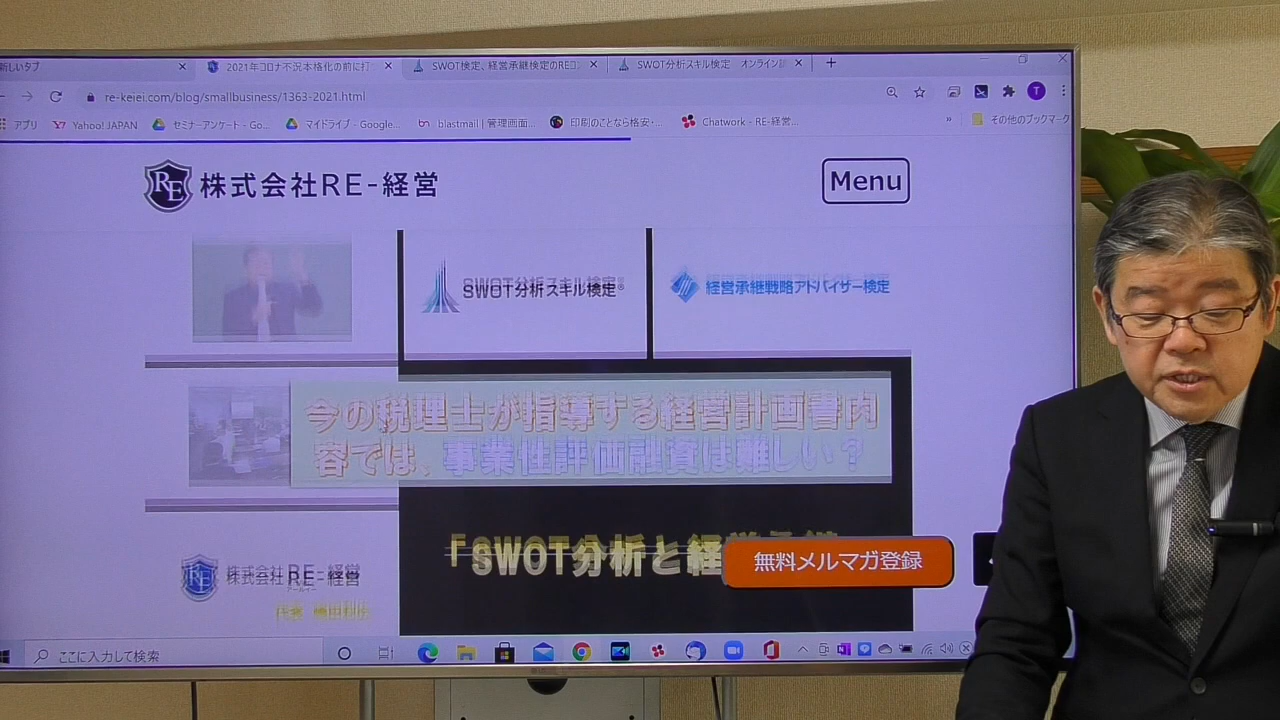 新しいタブ
2021年コロナ不況本格化の前に打
SWOT検定、経営承継検定のREロ
SWOT分析スキル検定 オンライン
re-keiei.com/blog/smallbusiness/1363-2021.html
T
アプリ
Yahoo! JAPAN
セミナーアンケート - Go...
マイドライブ - Google...
blastmail | 管理画面...
印刷のことなら格安・...
Chatwork - RE-経営...
»
その他のブックマーク
RE
株式会社RE-経営
Menu
SWOT分析スキル検定®
経営承継戦略アドバイザー検定
今の税理士が指導する経営計画書内
容では、事業性評価融資は難しい?
「SWOT分析と経
無料メルマガ登録
RE
株式会社RE-経営
アールイー
代表
ここに入力して検索